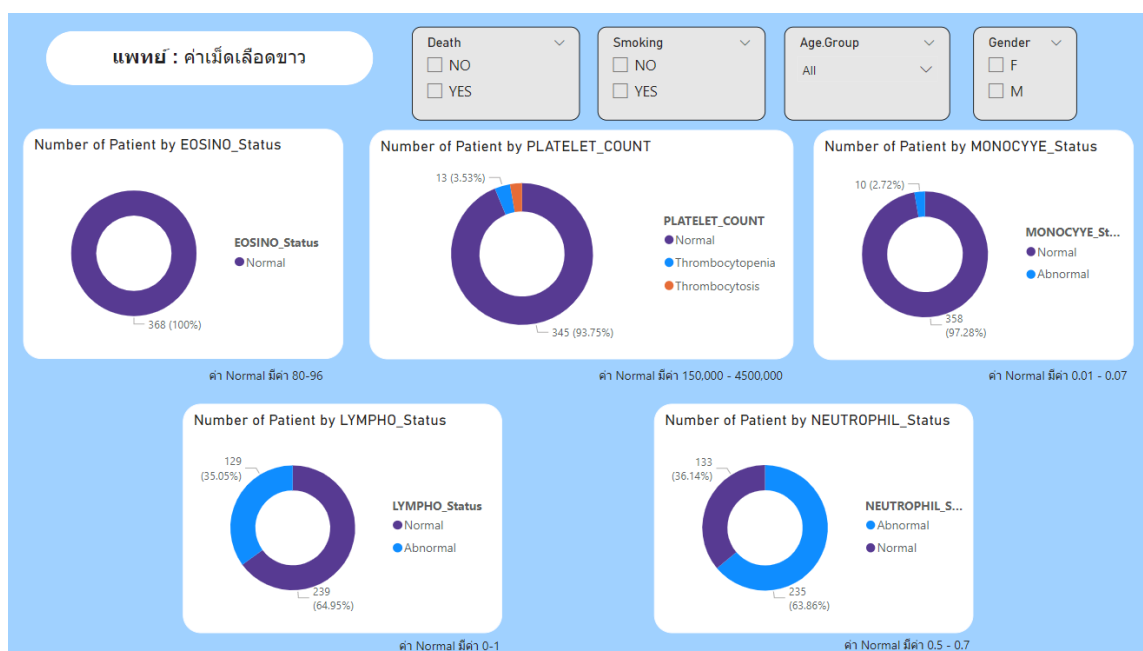 แพทย์ : ค่าเม็ดเลือดขาว
Death
NO
YES
Smoking
NO
YES
Age.Group
All
Gender
F
M
Number of Patient by EOSINO_Status
368 (100%)
EOSINO_Status
Normal
ค่า Normal มีค่า 80-96
Number of Patient by PLATELET_COUNT
13 (3.53%)
345 (93.75%)
PLATELET_COUNT
Normal
Thrombocytopenia
Thrombocytosis
ค่า Normal มีค่า 150,000 - 4500,000
Number of Patient by MONOCYYE_Status
10 (2.72%)
358
(97.28%)
MONOCYYE_St...
Normal
Abnormal
ค่า Normal มีค่า 0.01 - 0.07
Number of Patient by LYMPHO_Status
129
(35.05%)
239
(64.95%)
LYMPHO_Status
Normal
Abnormal
ค่า Normal มีค่า 0-1
Number of Patient by NEUTROPHIL_Status
133
(36.14%)
235
(63.86%)
NEUTROPHIL_S...
Abnormal
Normal
ค่า Normal มีค่า 0.5 - 0.7